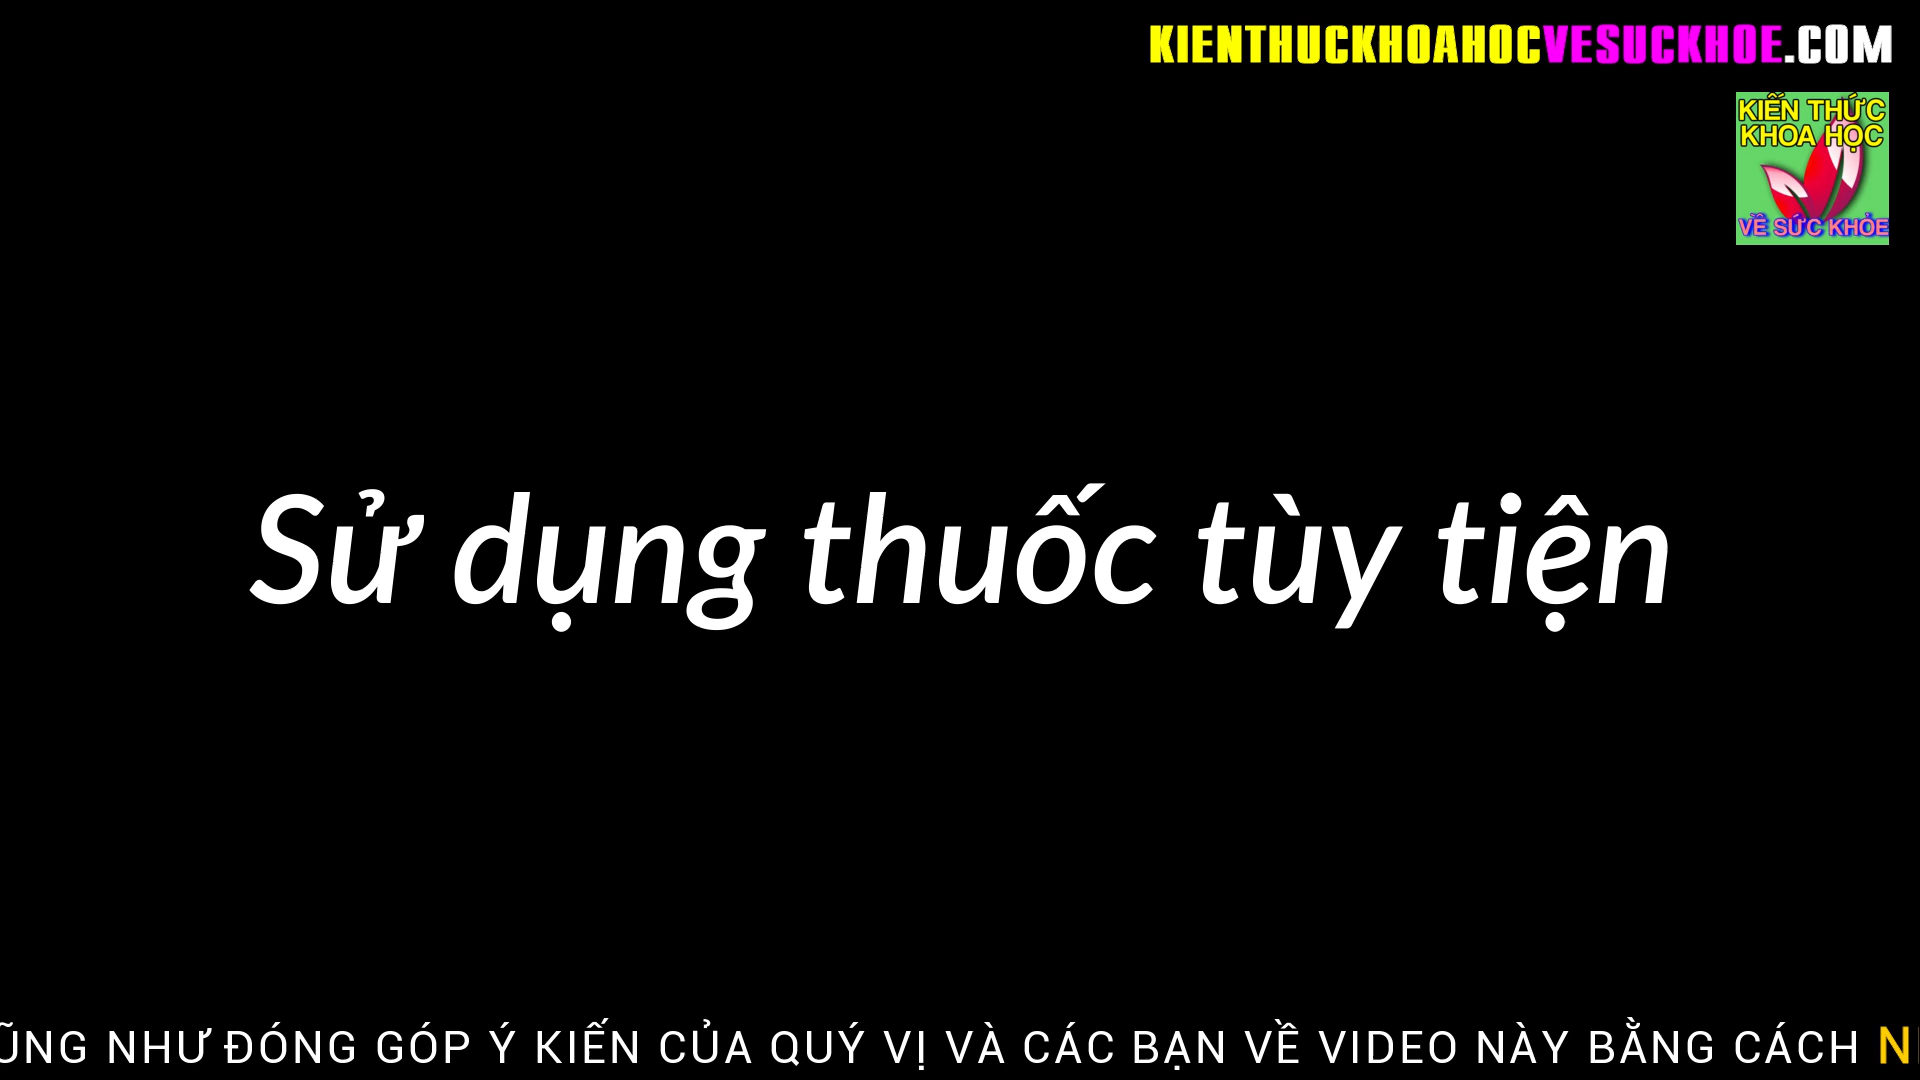 KIENTHUCKHOAHOCVESUCKHOE.COM
KIẾN THỨC
KHOA HỌC
VỀ SỨC KHỎE
Sử dụng thuốc tùy tiện
NHƯ ĐÓNG GÓP Ý KIẾN CỦA QUÝ VỊ VÀ CÁC BẠN VỀ VIDEO NÀY BẰNG CÁCH